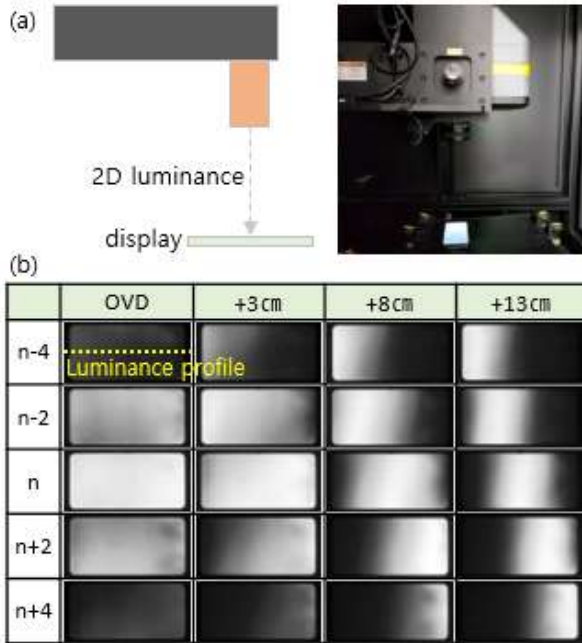 (a)
2D luminance
display
(b)
OVD +3cm +8cm +13cm
n-4
Luminance profile
n-2
n
n+2
n+4